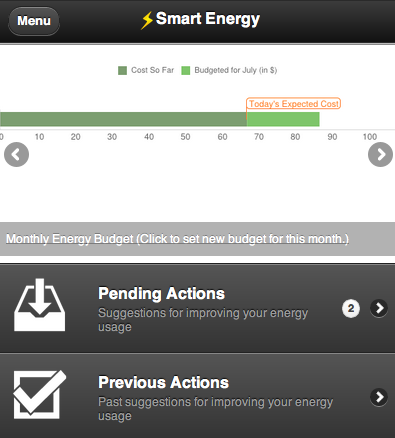 Menu
Smart Energy
Cost So Far
Budgeted for July (in $)
Today's Expected Cost
0 10 20 30 40 50 60 70 80 90 100
Monthly Energy Budget (Click to set new budget for this month.)
Pending Actions
Suggestions for improving your energy
usage
2
Previous Actions
Past suggestions for improving your energy
usage